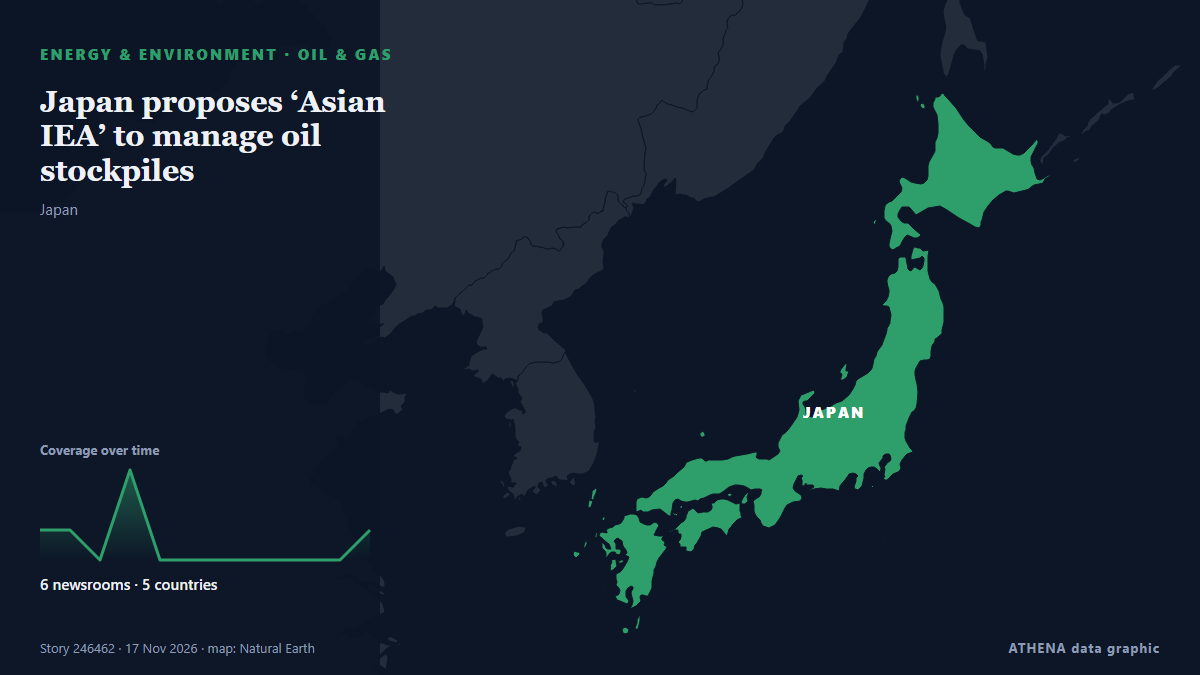 ENERGY & ENVIRONMENT · OIL & GAS
Japan proposes ‘Asian
IEA’ to manage oil
stockpiles
Japan
JAPAN
Coverage over time
6 newsrooms · 5 countries
Story 246462 · 17 Nov 2026 · map: Natural Earth
ATHENA data graphic